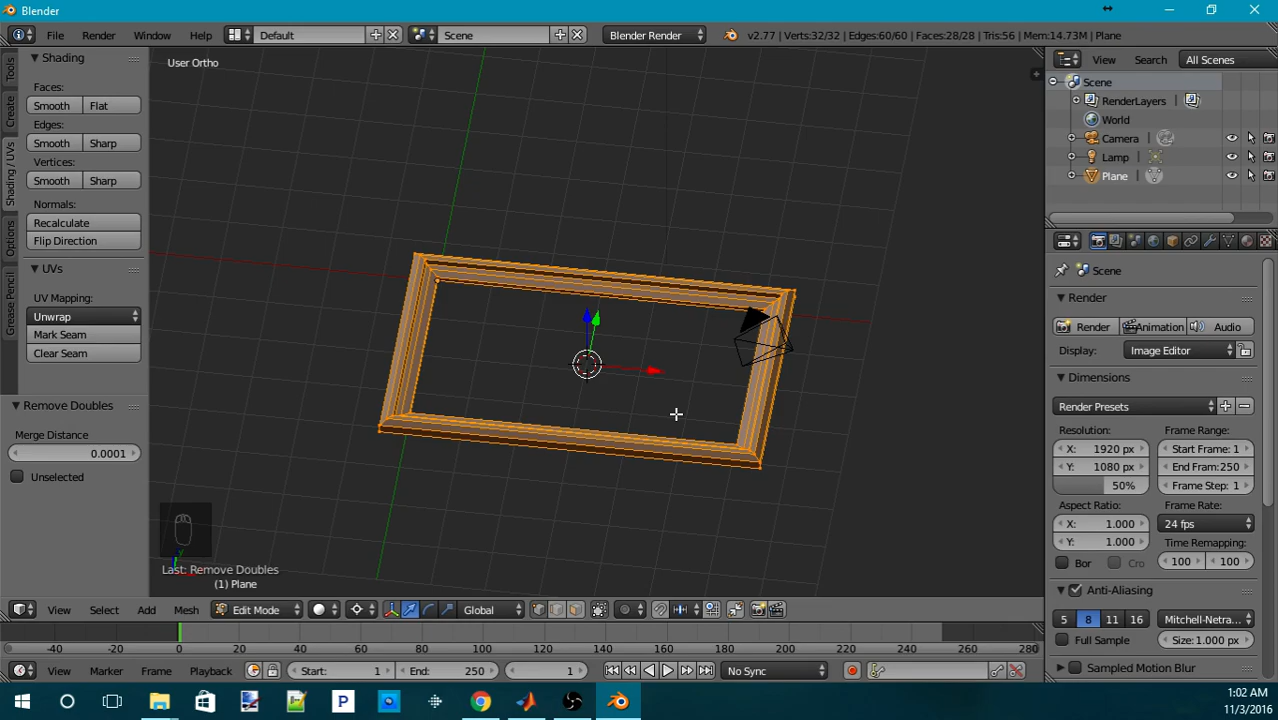 Blender
File Render Window Help Default Scene Blender Render v2.77 | Verts:32/32 | Edges:60/60 | Faces:28/28 | Tris:56 | Mem:14.73M | Plane
Tools
Create
Shading / UVs
Options
Grease Pencil
Shading
Faces:
Smooth Flat
Edges:
Smooth Sharp
Vertices:
Smooth Sharp
Normals:
Recalculate
Flip Direction
UVs
UV Mapping:
Unwrap
Mark Seam
Clear Seam
Remove Doubles
Merge Distance
0.0001
Unselected
User Ortho
Last: Remove Doubles
(1) Plane
View Select Add Mesh Edit Mode Global
-40 -20 0 20 40 60 80 100 120 140 160 180 200 220 240 260 280
View Marker Frame Playback Start: 1 End: 250 1 No Sync
View Search All Scenes
Scene
RenderLayers
World
Camera
Lamp
Plane
Scene
Render
Render Animation Audio
Display: Image Editor
Dimensions
Render Presets
Resolution: Frame Range:
X: 1920 px Start Frame: 1
Y: 1080 px End Fram:250
50% Frame Step: 1
Aspect Ratio: Frame Rate:
X: 1.000 24 fps
Y: 1.000 Time Remapping:
Bor Cro 100 100
Anti-Aliasing
5 8 11 16 Mitchell-Netra...
Full Sample Size: 1.000 px
Sampled Motion Blur
1:02 AM
11/3/2016